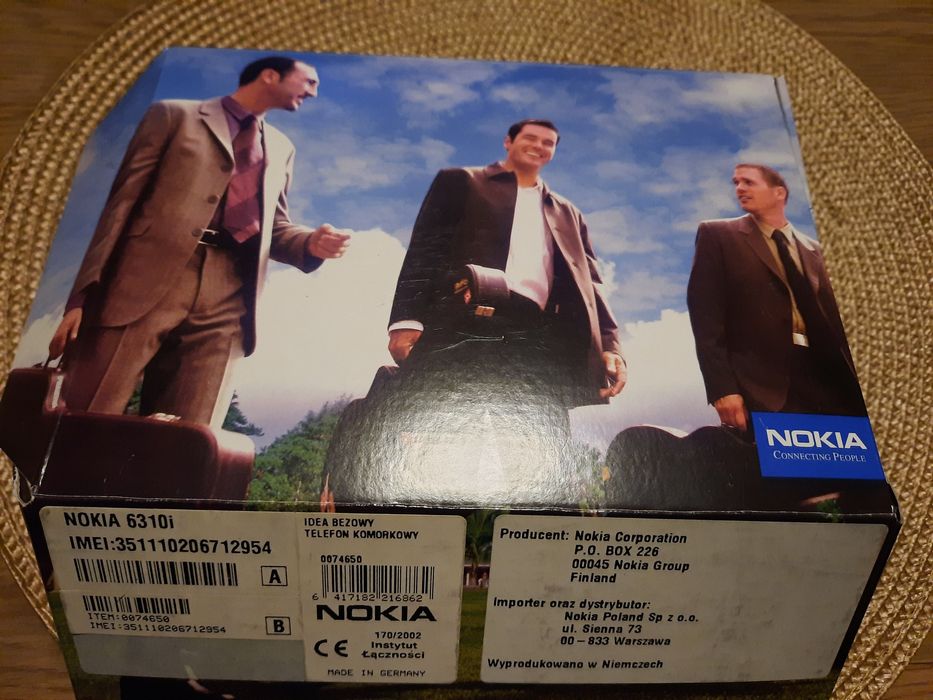 NOKIA
CONNECTING PEOPLE
NOKIA 6310i
IMEI:351110206712954
A
ITEM:0074650
IMEI:351110206712954
B
IDEA BEZOWY
TELEFON KOMORKOWY
0074650
6 417182 216862
NOKIA
CE
170/2002
Instytut
Łączności
MADE IN GERMANY
Producent: Nokia Corporation
P.O. BOX 226
00045 Nokia Group
Finland
Importer oraz dystrybutor:
Nokia Poland Sp z o.o.
ul. Sienna 73
00-833 Warszawa
Wyprodukowano w Niemczech